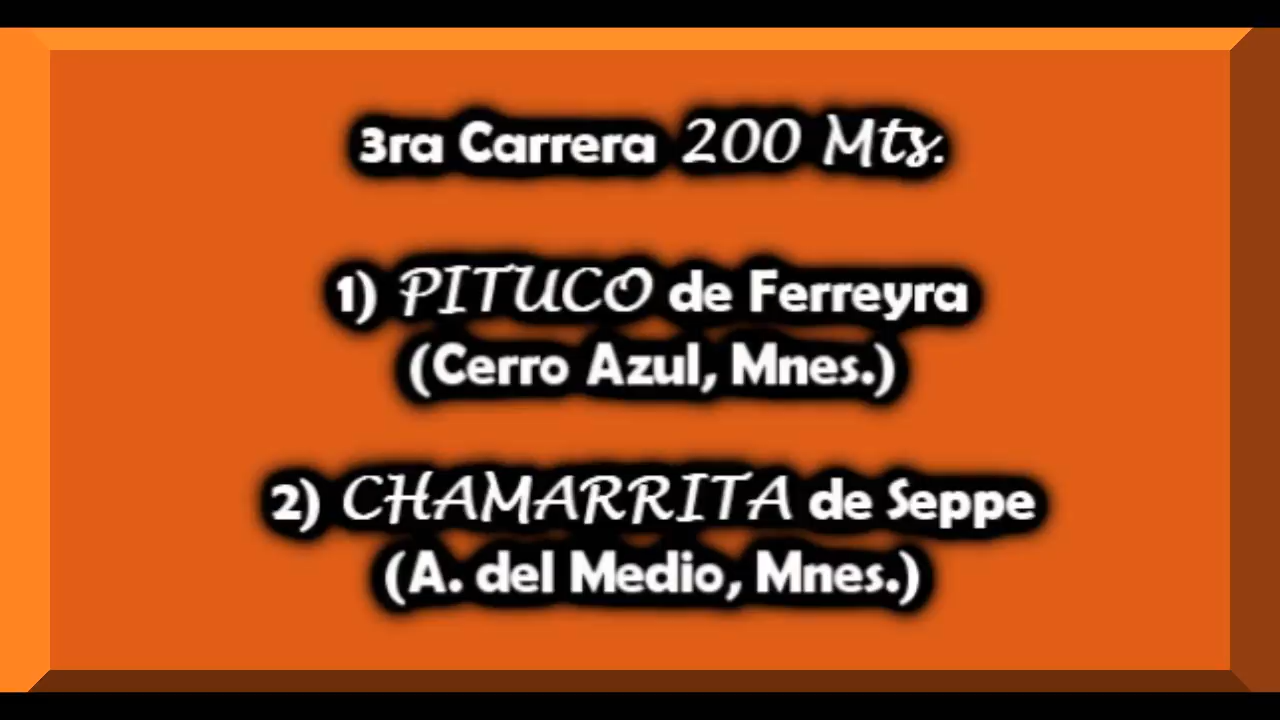 3ra Carrera 200 Mts.
1) PITUCO de Ferreyra
(Cerro Azul, Mnes.)
2) CHAMARRITA de Seppe
(A. del Medio, Mnes.)